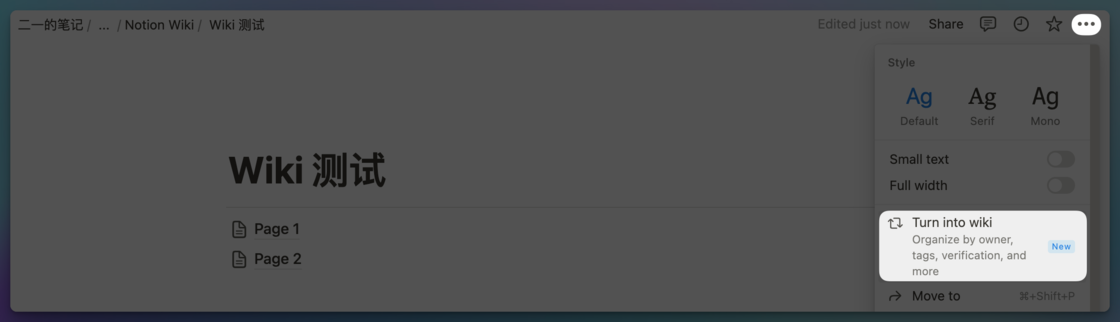 二一的笔记 / ... / Notion Wiki / Wiki 测试
Edited just now Share
Style
Ag Ag Ag
Default Serif Mono
Small text
Full width
Wiki 测试
Page 1
Page 2
Turn into wiki
Organize by owner,
tags, verification, and
more
New
Move to ⌘+Shift+P